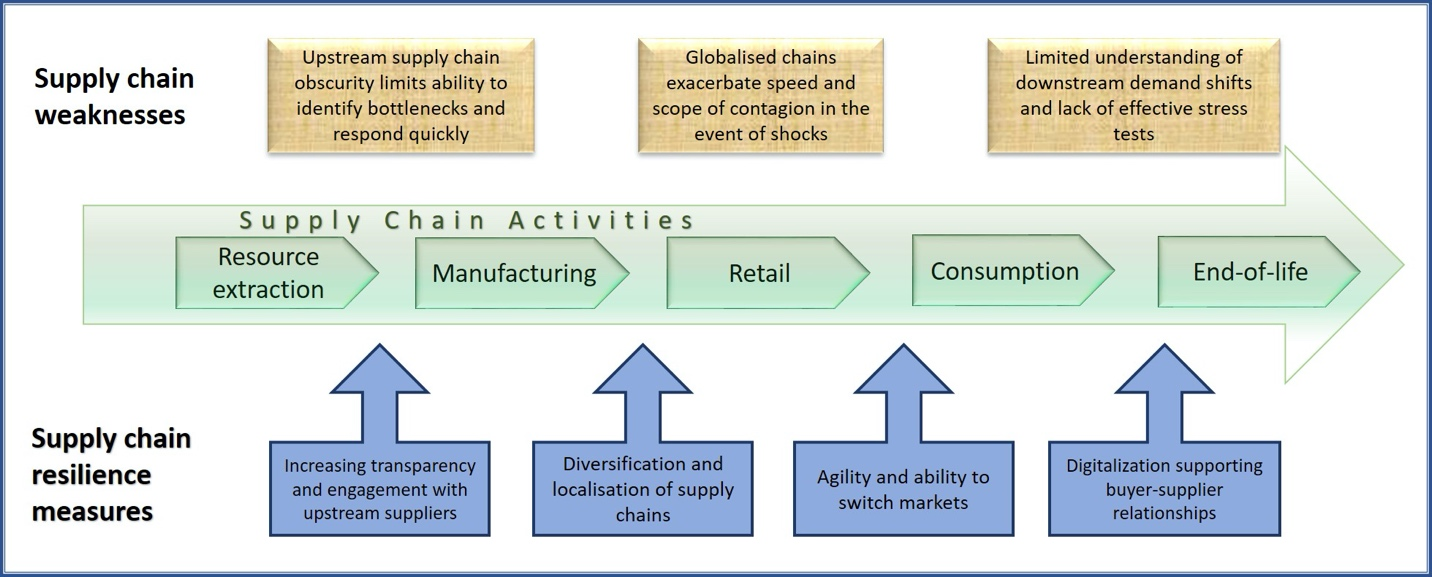 Supply chain
weaknesses
Upstream supply chain
obscurity limits ability to
identify bottlenecks and
respond quickly
Globalised chains
exacerbate speed and
scope of contagion in the
event of shocks
Limited understanding of
downstream demand shifts
and lack of effective stress
tests
Supply Chain Activities
Resource
extraction
Manufacturing
Retail
Consumption
End-of-life
Supply chain
resilience
measures
Increasing transparency
and engagement with
upstream suppliers
Diversification and
localisation of supply
chains
Agility and ability to
switch markets
Digitalization supporting
buyer-supplier
relationships